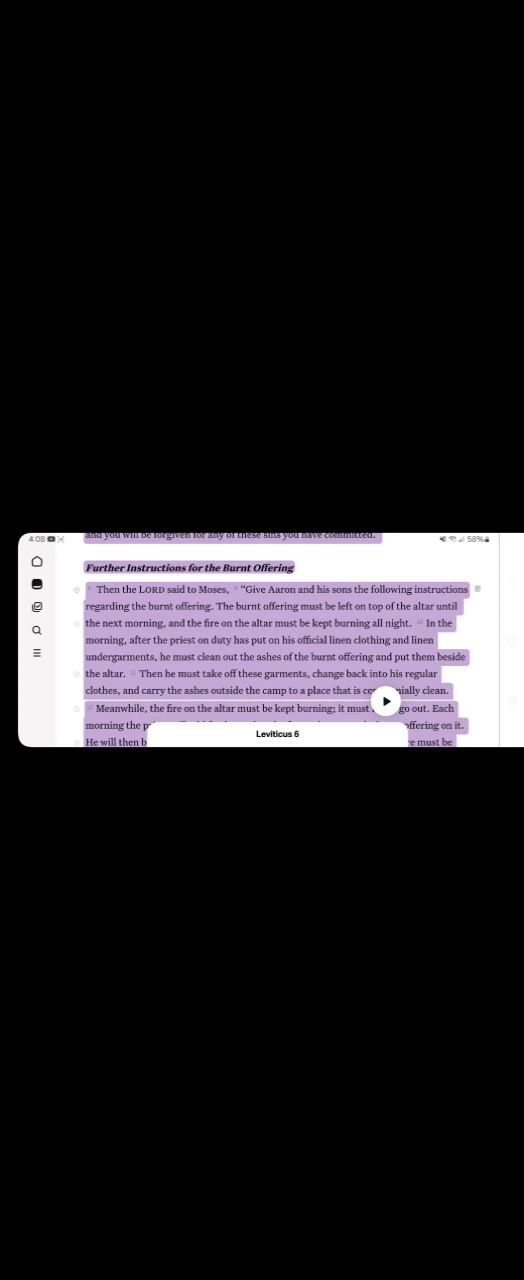 4:08
58%
and you will be forgiven for any of these sins you have committed.
Further Instructions for the Burnt Offering
8 Then the LORD said to Moses, 9 “Give Aaron and his sons the following instructions
regarding the burnt offering. The burnt offering must be left on top of the altar until
the next morning, and the fire on the altar must be kept burning all night. 10 In the
morning, after the priest on duty has put on his official linen clothing and linen
undergarments, he must clean out the ashes of the burnt offering and put them beside
the altar. 11 Then he must take off these garments, change back into his regular
clothes, and carry the ashes outside the camp to a place that is nially clean.
12 Meanwhile, the fire on the altar must be kept burning; it must go out. Each
morning the offering on it.
He will then must be
Leviticus 6